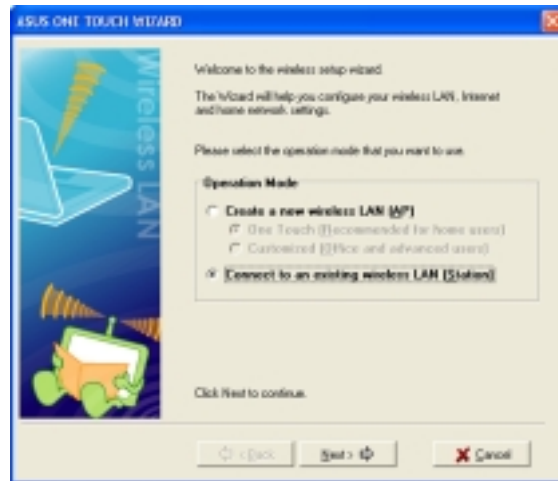 ASUS ONE TOUCH WIZARD
Wireless LAN
Welcome to the wireless setup wizard.
The Wizard will help you configure your wireless LAN, Internet
and home network settings.
Please select the operation mode that you want to use.
Operation Mode
Create a new wireless LAN (AP)
One Touch (Recommended for home users)
Customized (Office and advanced users)
Connect to an existing wireless LAN (Station)
Click Next to continue.
< Back
Next >
Cancel